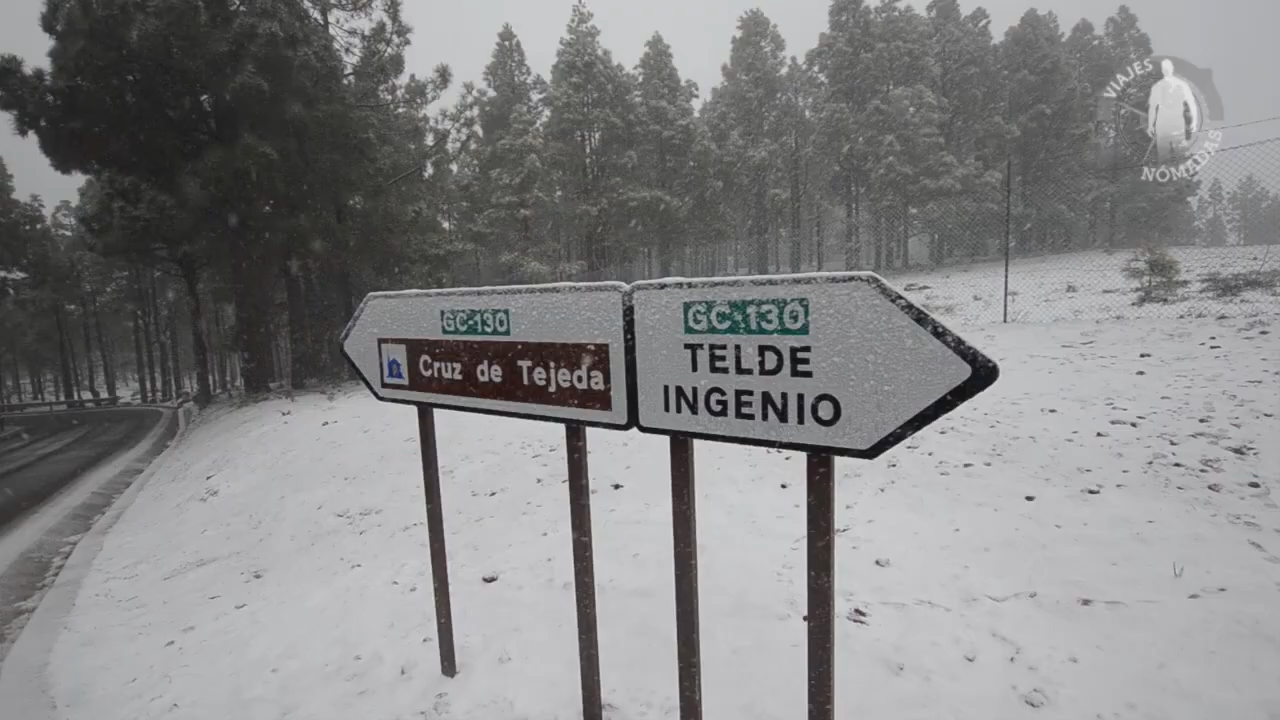 GC-130
Cruz de Tejeda
GC-130
TELDE
INGENIO
VIAJES
NÓMADAS